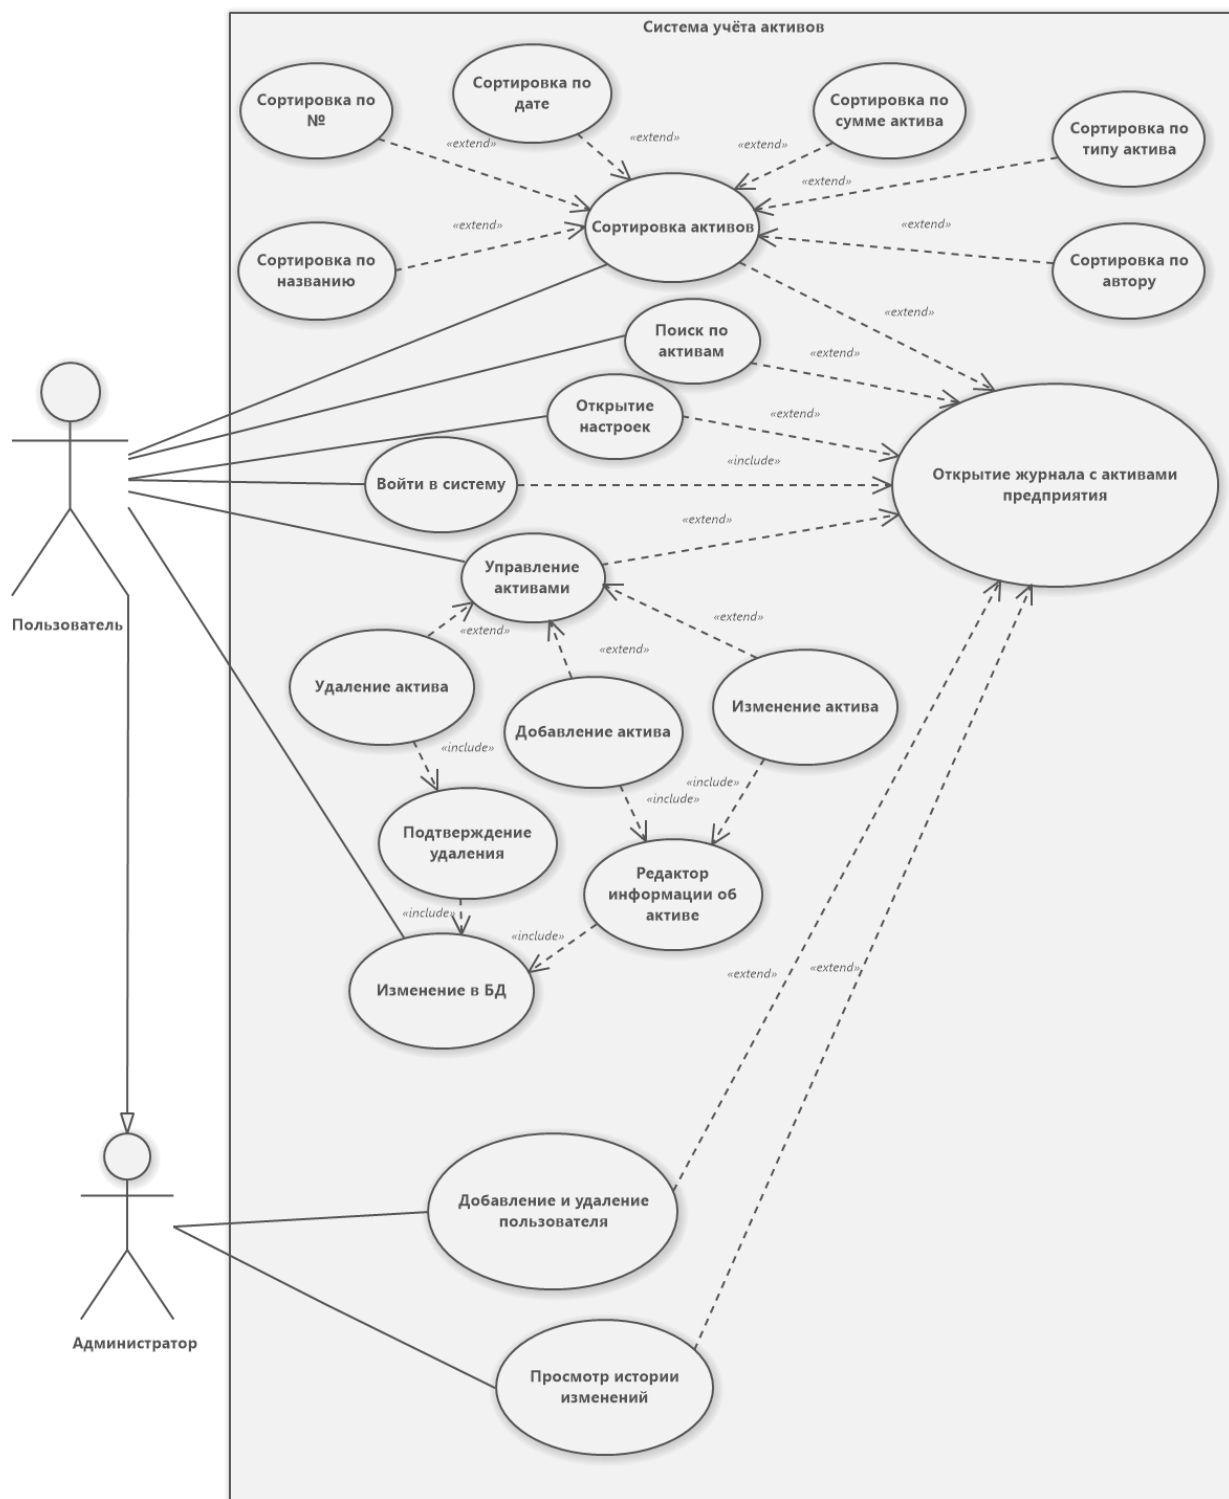 Система учёта активов
Сортировка по
№
Сортировка по
дате
Сортировка по
сумме актива
Сортировка по
типу актива
«extend»
«extend»
«extend»
«extend»
Сортировка по
названию
«extend»
Сортировка активов
«extend»
Сортировка по
автору
«extend»
Поиск по
активам
«extend»
Открытие
настроек
«extend»
Войти в систему
«include»
Открытие журнала с активами
предприятия
«extend»
Управление
активами
Пользователь
«extend»
«extend»
«extend»
Удаление актива
Добавление актива
Изменение актива
«include»
«include»
«include»
Подтверждение
удаления
Редактор
информации об
активе
«include»
«include»
Изменение в БД
«extend»
«extend»
Добавление и удаление
пользователя
Администратор
Просмотр истории
изменений